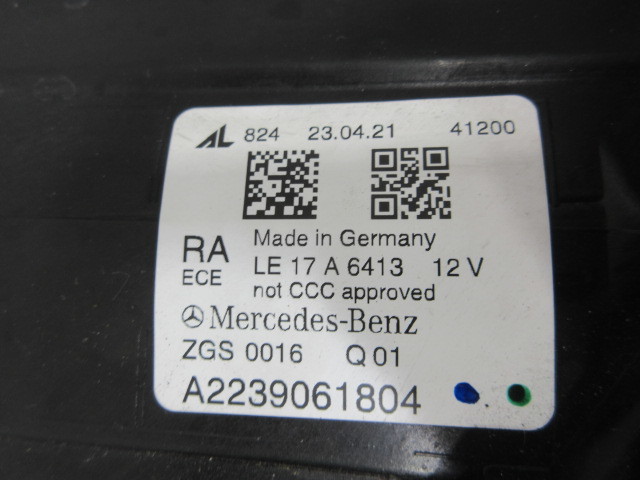 AL 824 23.04.21 41200
RA Made in Germany
ECE LE 17 A 6413 12 V
not CCC approved
Mercedes-Benz
ZGS 0016 Q 01
A2239061804